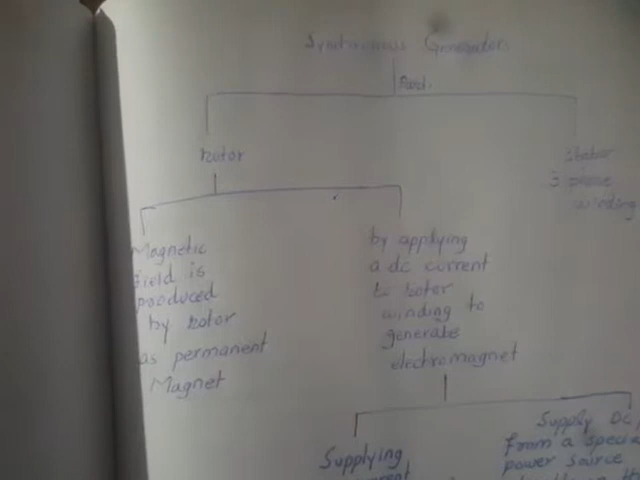 Synchronous Generators
Parts
Rotor
Stator
3 phase
winding
Magnetic
field is
produced
by rotor
as permanent
Magnet
by applying
a dc current
to rotor
winding to
generate
electromagnet
Supplying
Supply DC
from a special
power source